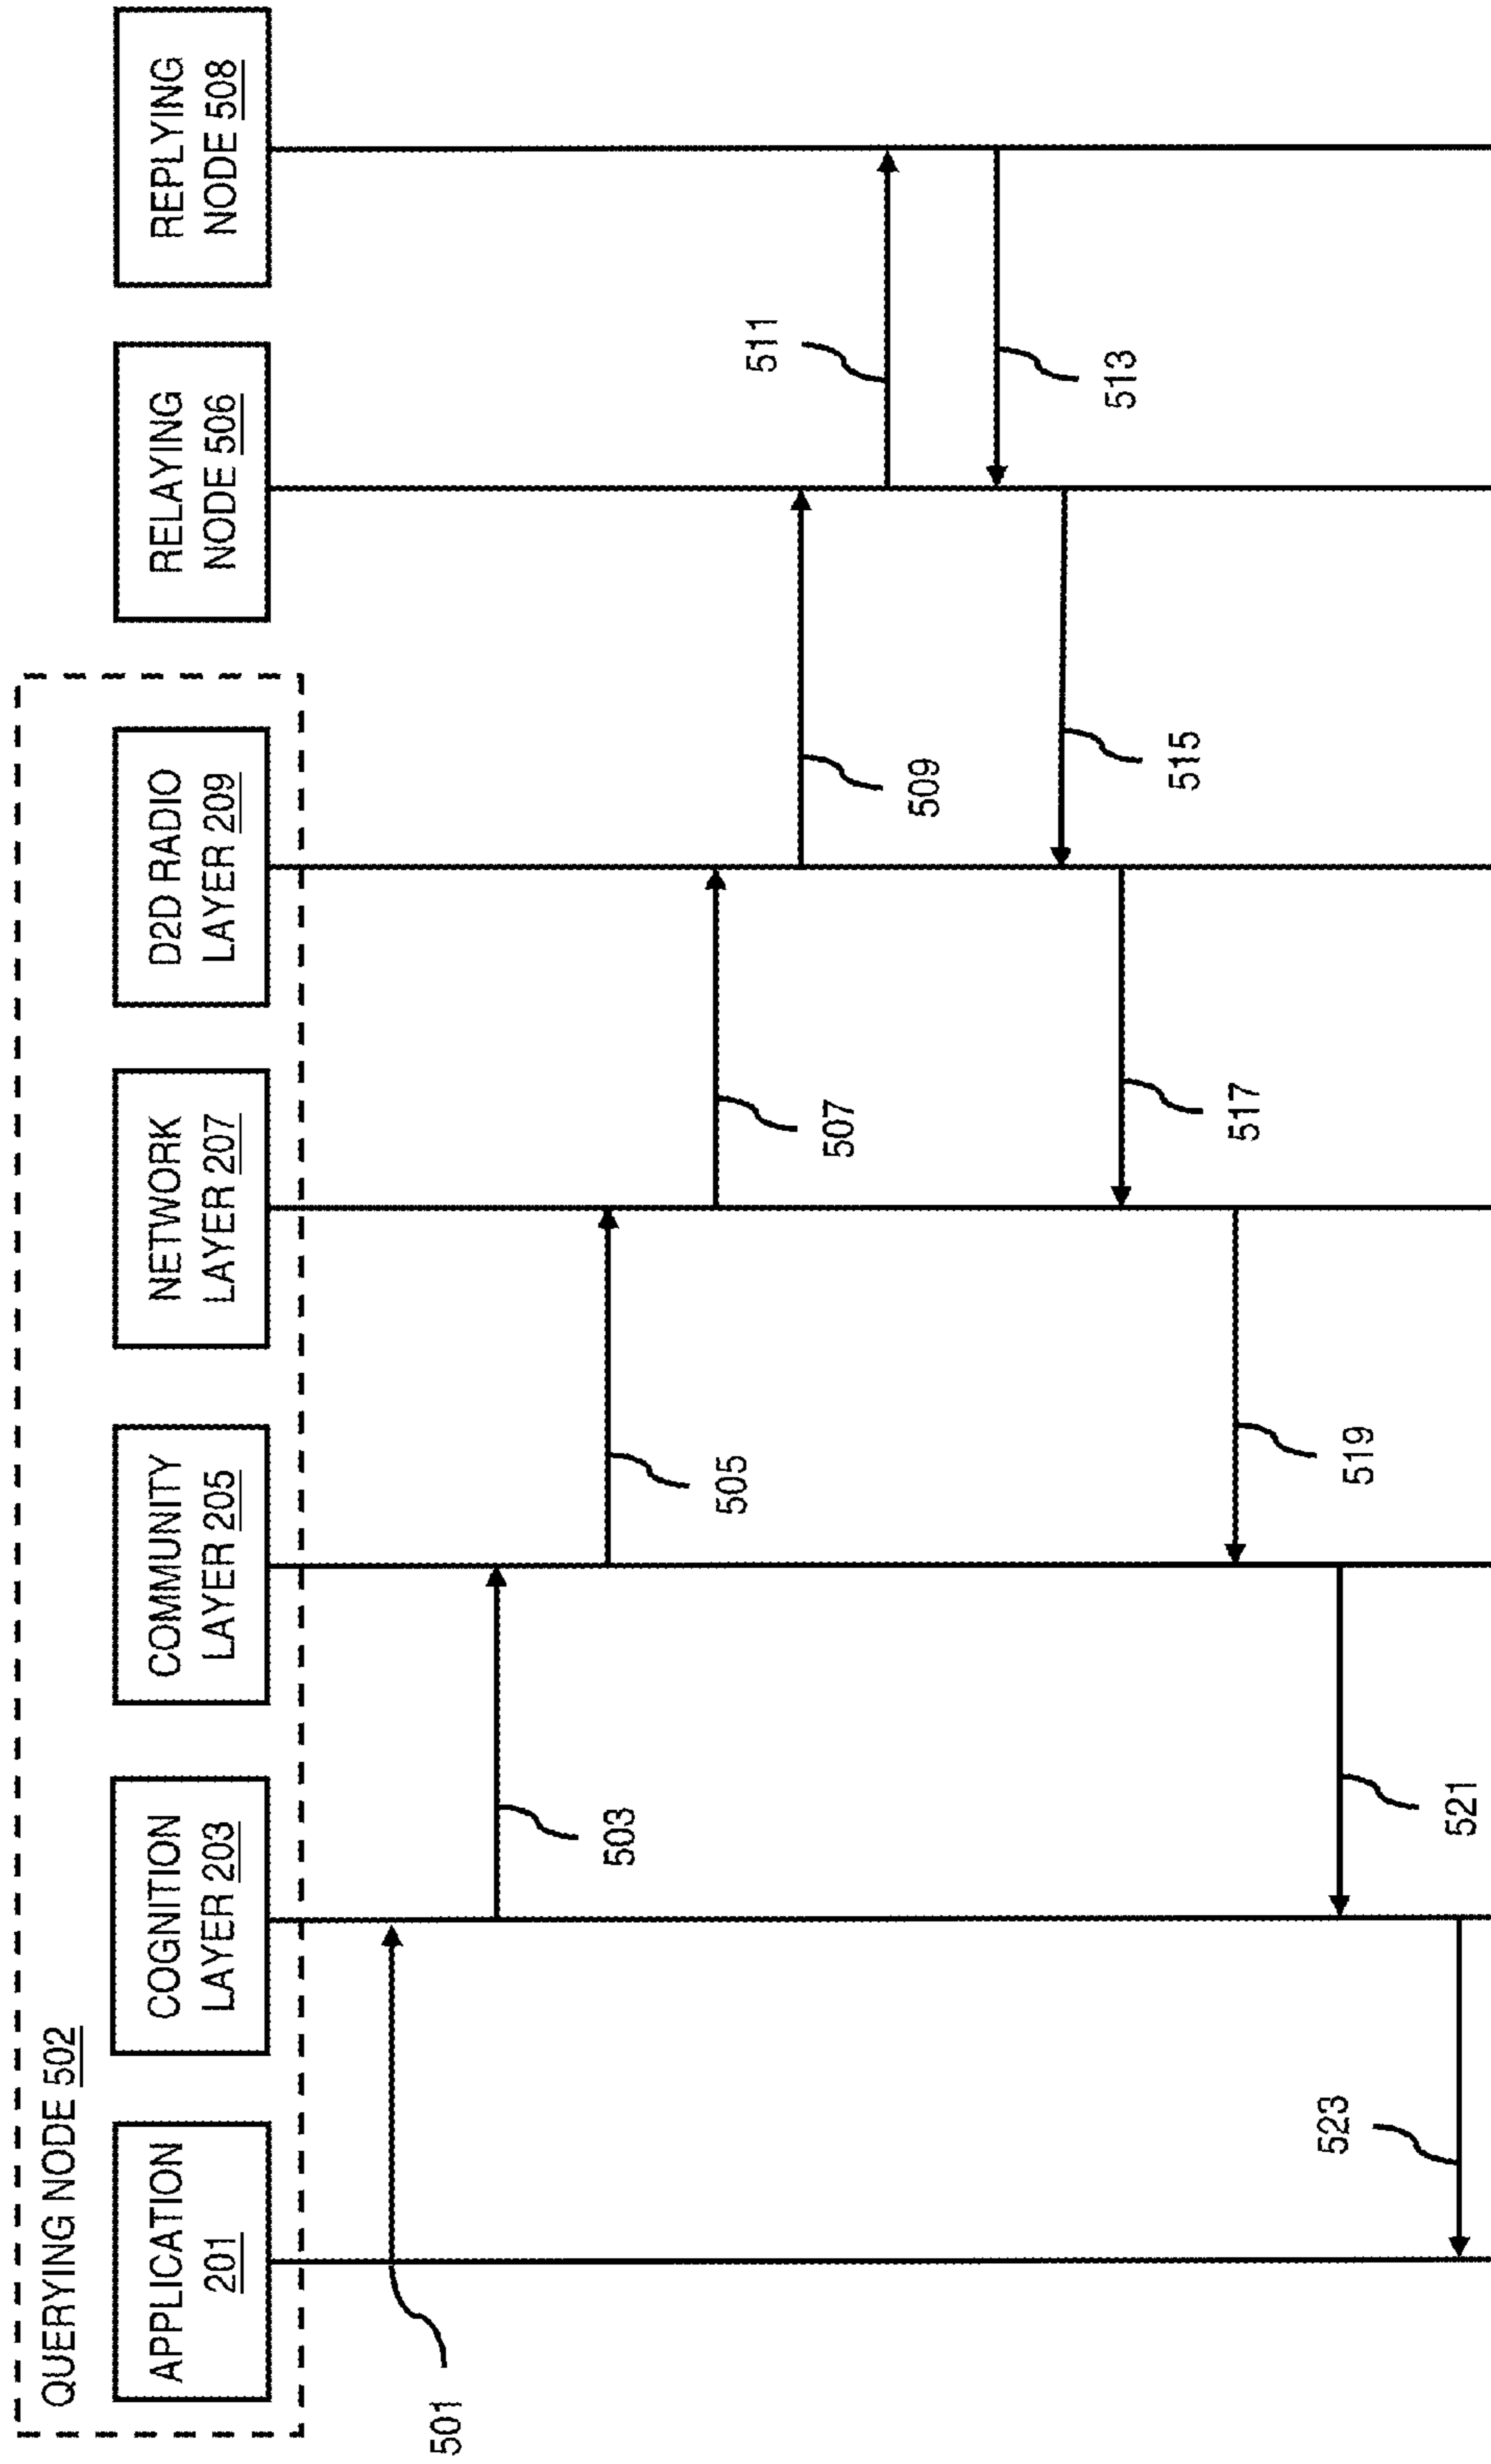 QUERYING NODE 502
APPLICATION
201
COGNITION
LAYER 203
COMMUNITY
LAYER 205
NETWORK
LAYER 207
D2D RADIO
LAYER 209
RELAYING
NODE 506
REPLYING
NODE 508
501
503
505
507
509
511
513
515
517
519
521
523